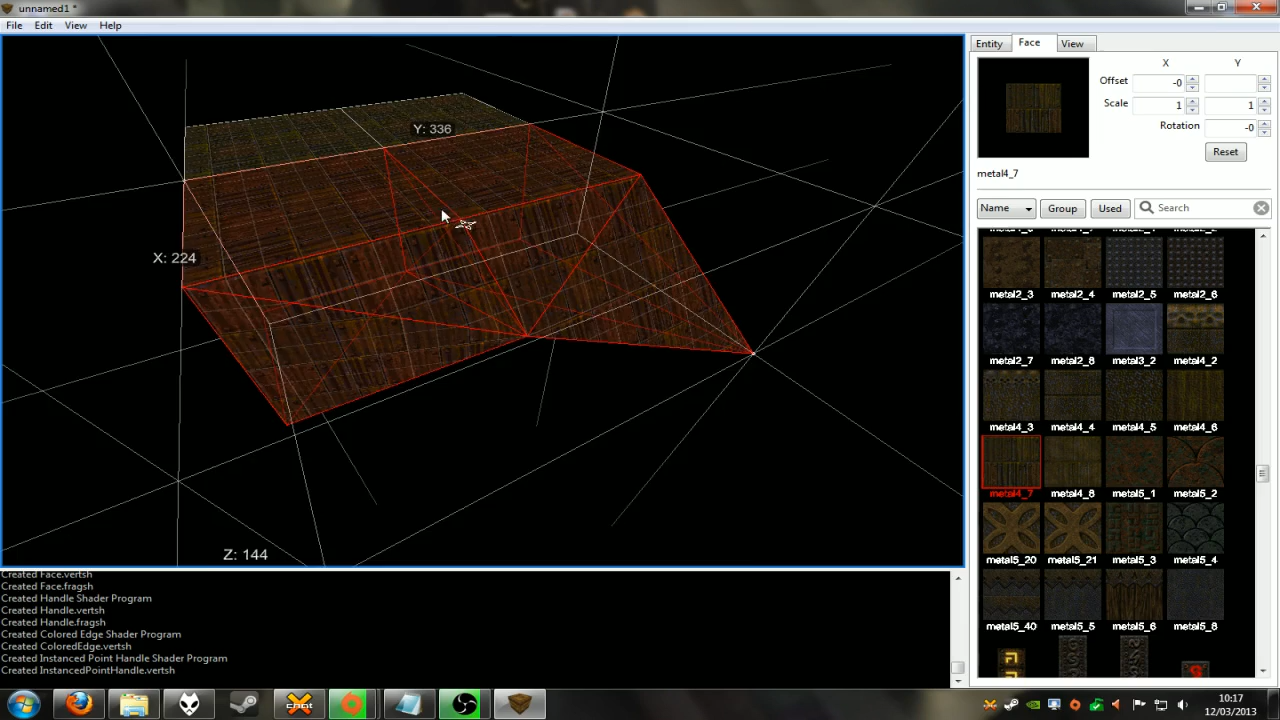 unnamed1 *
File Edit View Help
Entity Face View
X Y
Offset -0
Scale 1 1
Rotation -0
Reset
metal4_7
Name Group Used Search
Y: 336
X: 224
Z: 144
metal2_3 metal2_4 metal2_5 metal2_6
metal2_7 metal2_8 metal3_2 metal4_2
metal4_3 metal4_4 metal4_5 metal4_6
metal4_7 metal4_8 metal5_1 metal5_2
metal5_20 metal5_21 metal5_3 metal5_4
metal5_40 metal5_5 metal5_6 metal5_8
Created Face.vertsh
Created Face.fragsh
Created Handle Shader Program
Created Handle.vertsh
Created Handle.fragsh
Created Colored Edge Shader Program
Created ColoredEdge.vertsh
Created Instanced Point Handle Shader Program
Created InstancedPointHandle.vertsh
10:17
12/03/2013